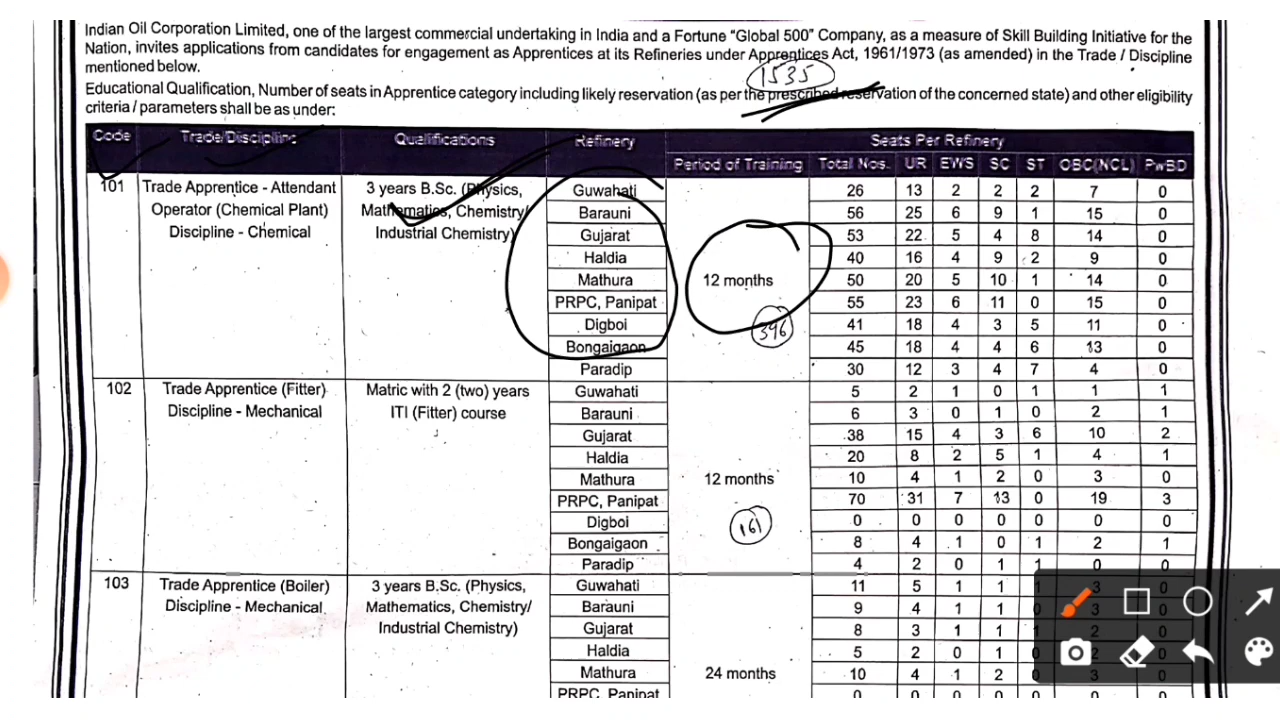 Indian Oil Corporation Limited, one of the largest commercial undertaking in India and a Fortune "Global 500" Company, as a measure of Skill Building Initiative for the
Nation, invites applications from candidates for engagement as Apprentices at its Refineries under Apprentices Act, 1961/1973 (as amended) in the Trade / Discipline
mentioned below.
1535
Educational Qualification, Number of seats in Apprentice category including likely reservation (as per the prescribed reservation of the concerned state) and other eligibility
criteria / parameters shall be as under:
Code Trade/Discipline Qualifications Refinery Seats Per Refinery
Period of Training Total Nos. UR EWS SC ST OBC(NCL) PwBD
101 Trade Apprentice - Attendant 3 years B.Sc. (Physics, Guwahati 26 13 2 2 2 7 0
Operator (Chemical Plant) Mathematics, Chemistry/ Barauni 56 25 6 9 1 15 0
Discipline - Chemical Industrial Chemistry) Gujarat 53 22 5 4 8 14 0
Haldia 40 16 4 9 2 9 0
Mathura 12 months 50 20 5 10 1 14 0
PRPC, Panipat 55 23 6 11 0 15 0
Digboi 396 41 18 4 3 5 11 0
Bongaigaon 45 18 4 4 6 13 0
Paradip 30 12 3 4 7 4 0
102 Trade Apprentice (Fitter) Matric with 2 (two) years Guwahati 5 2 1 0 1 1 1
Discipline - Mechanical ITI (Fitter) course Barauni 6 3 0 1 0 2 1
Gujarat 38 15 4 3 6 10 2
Haldia 20 8 2 5 1 4 1
Mathura 12 months 10 4 1 2 0 3 0
PRPC, Panipat 70 31 7 13 0 19 3
Digboi 161 0 0 0 0 0 0 0
Bongaigaon 8 4 1 0 1 2 1
Paradip 4 2 0 1 1 0 0
103 Trade Apprentice (Boiler) 3 years B.Sc. (Physics, Guwahati 11 5 1 1 1 3 0
Discipline - Mechanical Mathematics, Chemistry/ Barauni 9 4 1 1 0 3 0
Industrial Chemistry) Gujarat 8 3 1 1 1 2 0
Haldia 5 2 0 1 0 2 0
Mathura 24 months 10 4 1 2 0 3 0
PRPC, Panipat 0 0 0 0 0 0 0